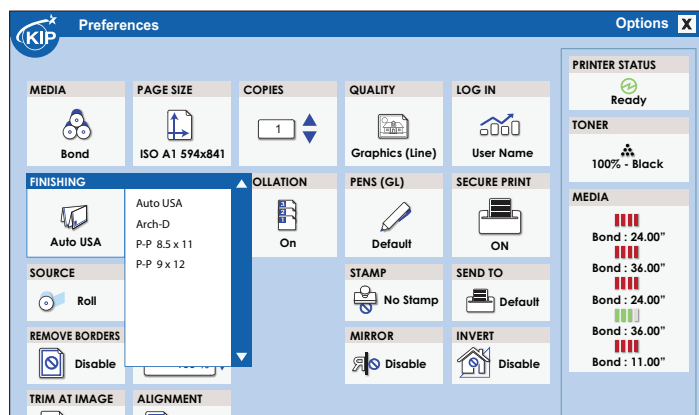 KIP
Preferences
Options X
MEDIA
Bond
PAGE SIZE
ISO A1 594x841
COPIES
1
QUALITY
Graphics (Line)
LOG IN
User Name
FINISHING
Auto USA
Auto USA
Arch-D
P-P 8.5 x 11
P-P 9 x 12
OLLATION
On
PENS (GL)
Default
SECURE PRINT
ON
SOURCE
Roll
STAMP
No Stamp
SEND TO
Default
REMOVE BORDERS
Disable
MIRROR
Disable
INVERT
Disable
TRIM AT IMAGE
ALIGNMENT
PRINTER STATUS
Ready
TONER
100% - Black
MEDIA
Bond : 24.00”
Bond : 36.00”
Bond : 24.00”
Bond : 36.00”
Bond : 11.00”